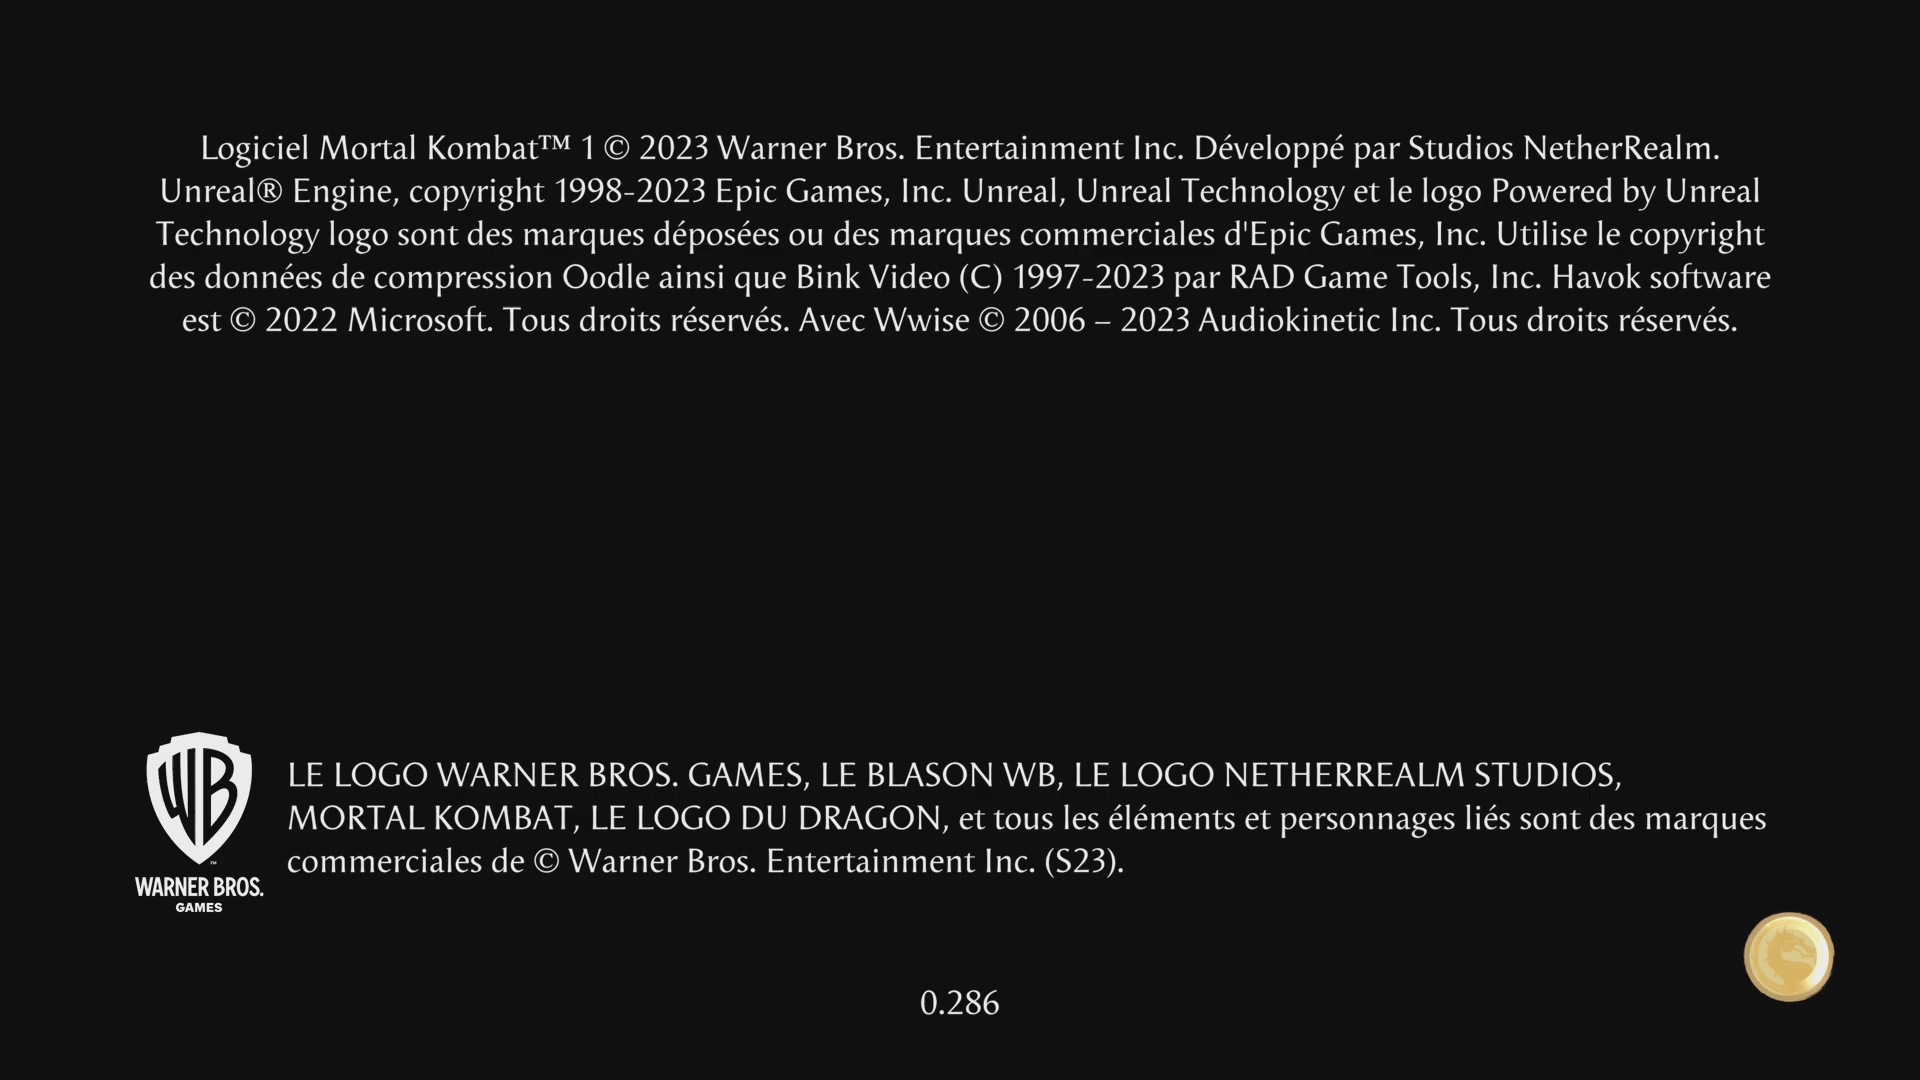 Logiciel Mortal Kombat™ 1 © 2023 Warner Bros. Entertainment Inc. Développé par Studios NetherRealm.
Unreal® Engine, copyright 1998-2023 Epic Games, Inc. Unreal, Unreal Technology et le logo Powered by Unreal
Technology logo sont des marques déposées ou des marques commerciales d'Epic Games, Inc. Utilise le copyright
des données de compression Oodle ainsi que Bink Video (C) 1997-2023 par RAD Game Tools, Inc. Havok software
est © 2022 Microsoft. Tous droits réservés. Avec Wwise © 2006 – 2023 Audiokinetic Inc. Tous droits réservés.
WB
™
WARNER BROS.
GAMES
LE LOGO WARNER BROS. GAMES, LE BLASON WB, LE LOGO NETHERREALM STUDIOS,
MORTAL KOMBAT, LE LOGO DU DRAGON, et tous les éléments et personnages liés sont des marques
commerciales de © Warner Bros. Entertainment Inc. (S23).
0.286